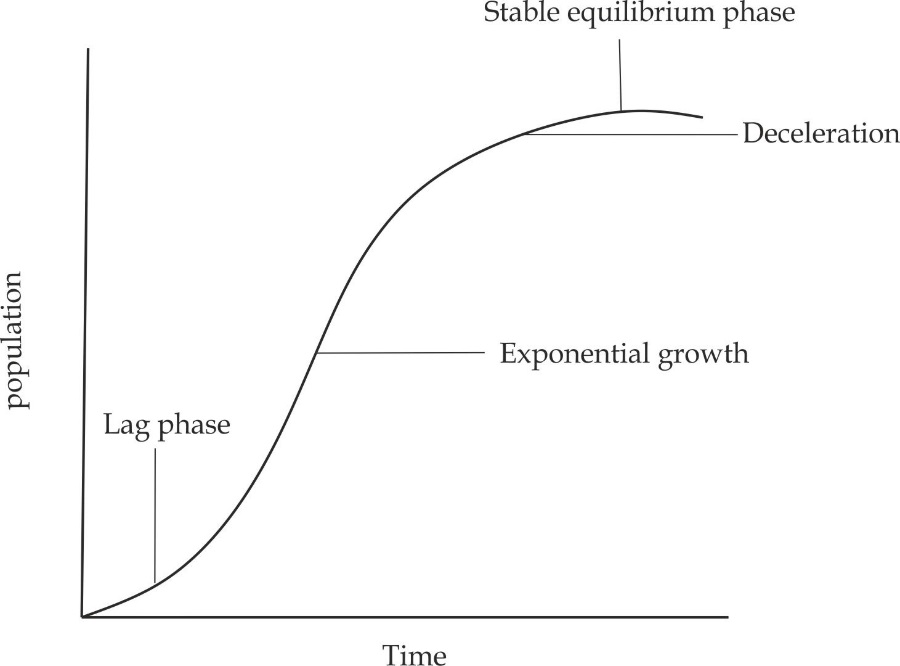 Stable equilibrium phase
Deceleration
Exponential growth
Lag phase
population
Time